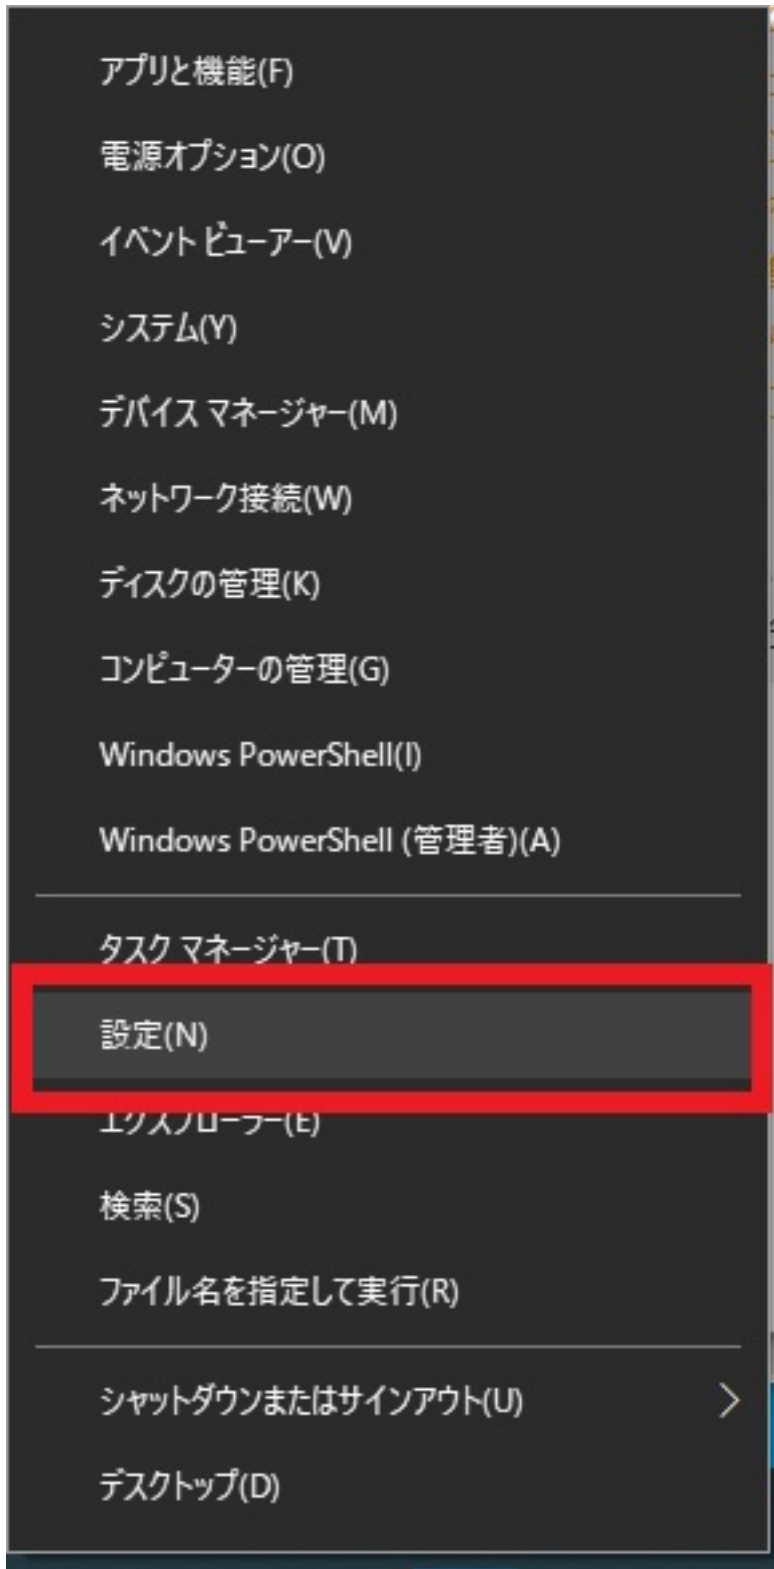 アプリと機能(F)
電源オプション(O)
イベント ビューアー(V)
システム(Y)
デバイス マネージャー(M)
ネットワーク接続(W)
ディスクの管理(K)
コンピューターの管理(G)
Windows PowerShell(I)
Windows PowerShell (管理者)(A)
タスク マネージャー(T)
設定(N)
エクスプローラー(E)
検索(S)
ファイル名を指定して実行(R)
シャットダウンまたはサインアウト(U)
デスクトップ(D)